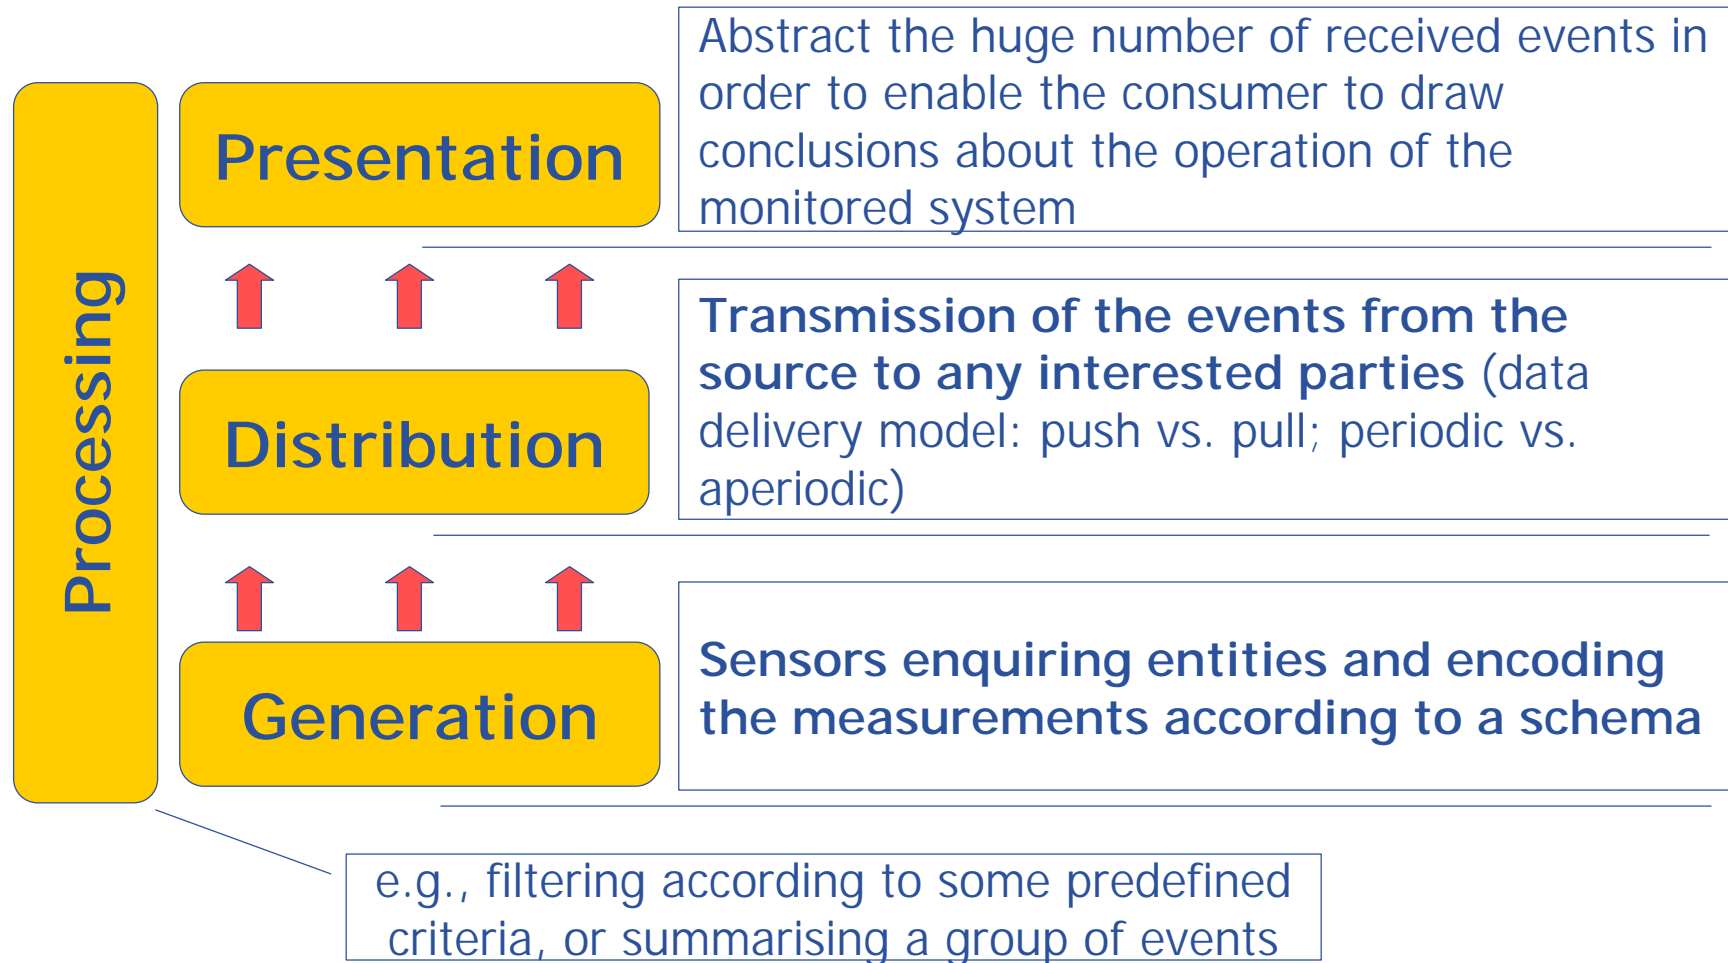 Processing
Presentation
Abstract the huge number of received events in
order to enable the consumer to draw
conclusions about the operation of the
monitored system
Distribution
Transmission of the events from the
source to any interested parties (data
delivery model: push vs. pull; periodic vs.
aperiodic)
Generation
Sensors enquiring entities and encoding
the measurements according to a schema
e.g., filtering according to some predefined
criteria, or summarising a group of events